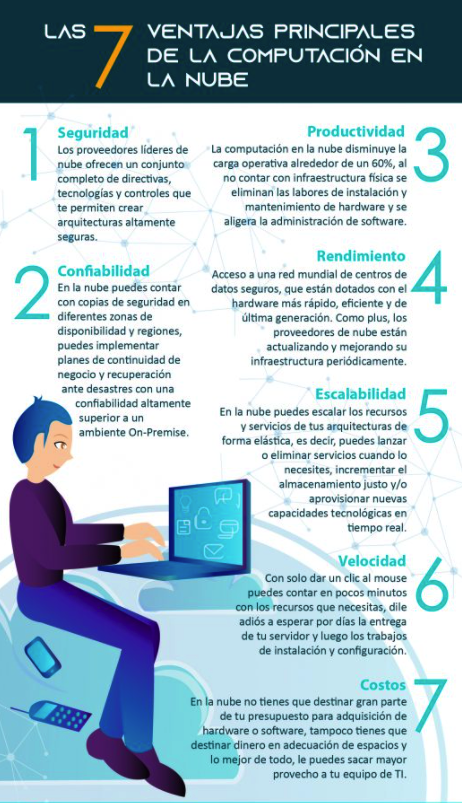 LAS 7 VENTAJAS PRINCIPALES
DE LA COMPUTACIÓN EN
LA NUBE
1
Seguridad
Los proveedores líderes de
nube ofrecen un conjunto
completo de directivas,
tecnologías y controles que
te permiten crear
arquitecturas altamente
seguras.
2
Confiabilidad
En la nube puedes contar
con copias de seguridad en
diferentes zonas de
disponibilidad y regiones,
puedes implementar
planes de continuidad de
negocio y recuperación
ante desastres con una
confiabilidad altamente
superior a un
ambiente On-Premise.
3
Productividad
La computación en la nube disminuye la
carga operativa alrededor de un 60%, al
no contar con infraestructura física se
eliminan las labores de instalación y
mantenimiento de hardware y se
aligera la administración de software.
4
Rendimiento
Acceso a una red mundial de centros de
datos seguros, que están dotados con el
hardware más rápido, eficiente y de
última generación. Como plus, los
proveedores de nube están
actualizando y mejorando su
infraestructura periódicamente.
5
Escalabilidad
En la nube puedes escalar los recursos
y servicios de tus arquitecturas de
forma elástica, es decir, puedes lanzar
o eliminar servicios cuando lo
necesites, incrementar el
almacenamiento justo y/o
aprovisionar nuevas
capacidades tecnológicas en
tiempo real.
6
Velocidad
Con solo dar un clic al mouse
puedes contar en pocos minutos
con los recursos que necesitas, dile
adiós a esperar por días la entrega
de tu servidor y luego los trabajos
de instalación y configuración.
7
Costos
En la nube no tienes que destinar gran parte
de tu presupuesto para adquisición de
hardware o software, tampoco tienes que
destinar dinero en adecuación de espacios y
lo mejor de todo, le puedes sacar mayor
provecho a tu equipo de TI.